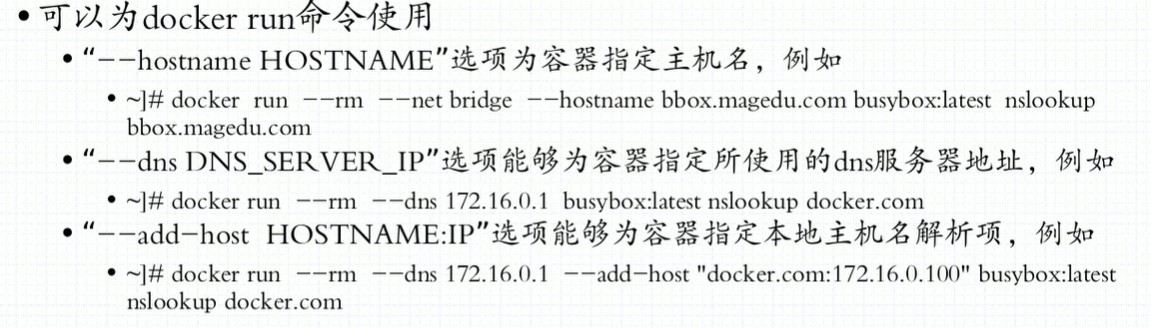 • 可以为docker run命令使用
• “--hostname HOSTNAME”选项为容器指定主机名，例如
• ~]# docker run --rm --net bridge --hostname bbox.magedu.com busybox:latest nslookup
bbox.magedu.com
• “--dns DNS_SERVER_IP”选项能够为容器指定所使用的dns服务器地址，例如
• ~]# docker run --rm --dns 172.16.0.1 busybox:latest nslookup docker.com
• “--add-host HOSTNAME:IP”选项能够为容器指定本地主机名解析项，例如
• ~]# docker run --rm --dns 172.16.0.1 --add-host "docker.com:172.16.0.100" busybox:latest
nslookup docker.com